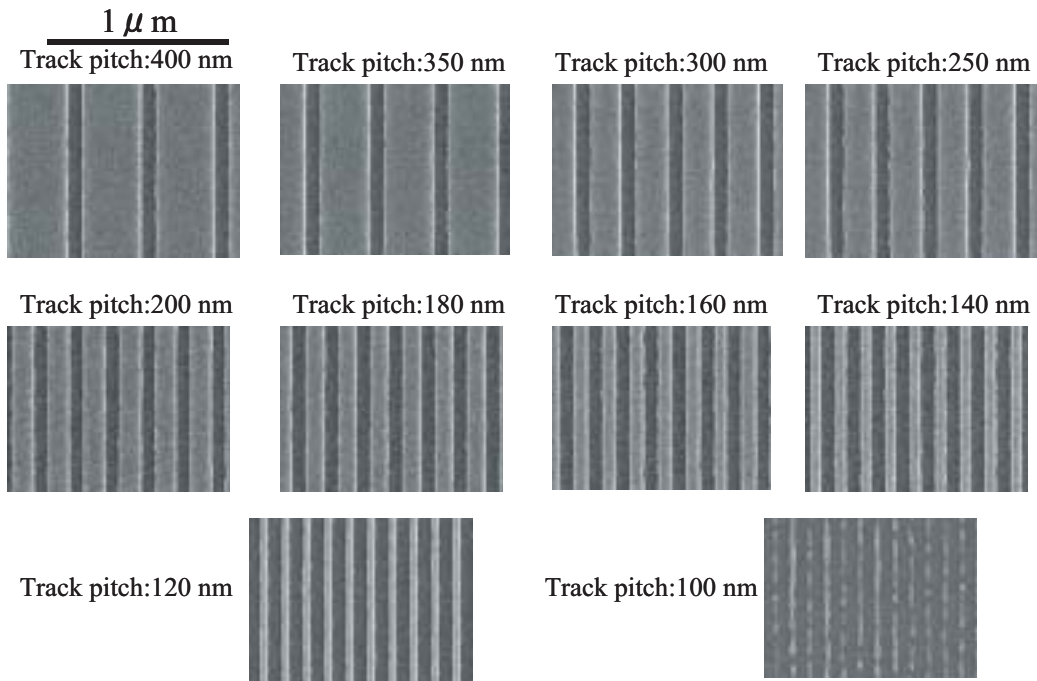 1 μ m
Track pitch:400 nm
Track pitch:350 nm
Track pitch:300 nm
Track pitch:250 nm
Track pitch:200 nm
Track pitch:180 nm
Track pitch:160 nm
Track pitch:140 nm
Track pitch:120 nm
Track pitch:100 nm